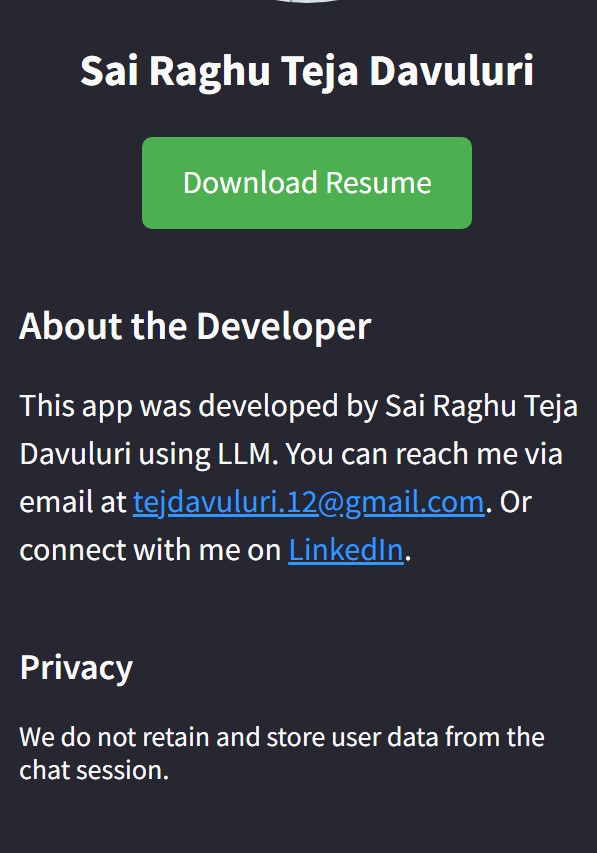 Sai Raghu Teja Davuluri
Download Resume
About the Developer
This app was developed by Sai Raghu Teja
Davuluri using LLM. You can reach me via
email at tejdavuluri.12@gmail.com. Or
connect with me on LinkedIn.
Privacy
We do not retain and store user data from the
chat session.